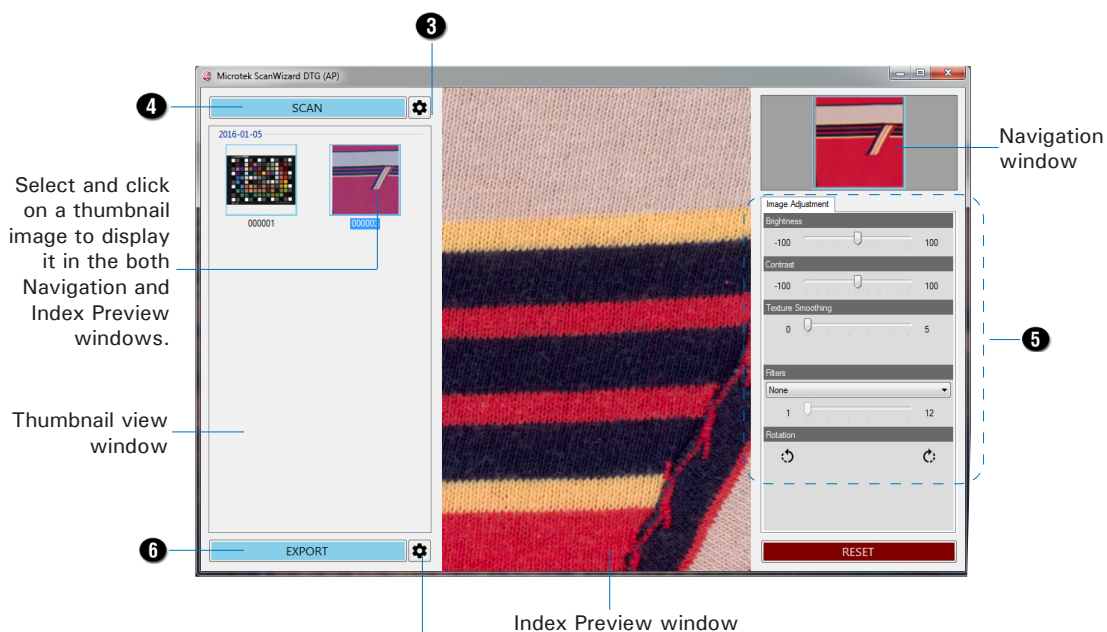 3
Microtek ScanWizard DTG (AP)
4
SCAN
2016-01-05
000001
Navigation
window
Select and click
on a thumbnail
image to display
it in the both
Navigation and
Index Preview
windows.
Image Adjustment
Brightness
-100 100
Contrast
-100 100
Texture Smoothing
0 5
5
Filters
None
1 12
Rotation
Thumbnail view
window
6
EXPORT
RESET
Index Preview window